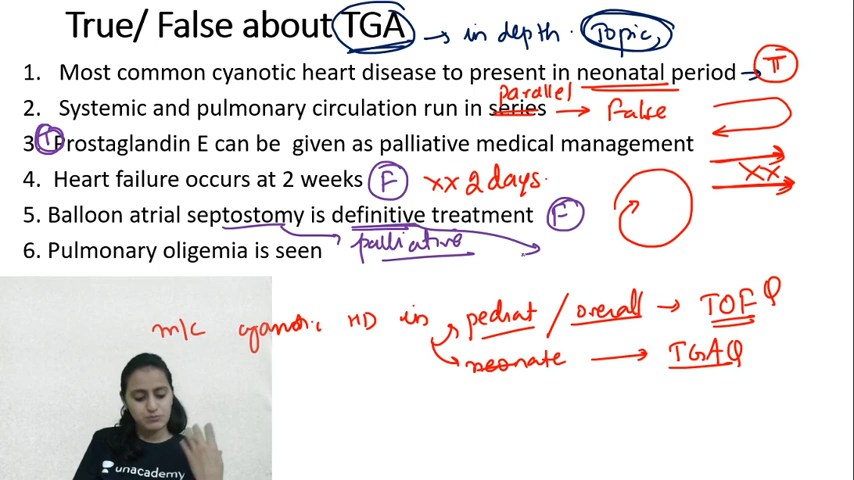 True/ False about TGA → in depth. Topic,
1. Most common cyanotic heart disease to present in neonatal period → T
parallel
2. Systemic and pulmonary circulation run in series → false
3. T Prostaglandin E can be given as palliative medical management
4. Heart failure occurs at 2 weeks F xx 2 days. xx
5. Balloon atrial septostomy is definitive treatment F
6. Pulmonary oligemia is seen palliative
m/c cyanotic HD in pediat / overall → TOF
neonate → TGA
unacademy